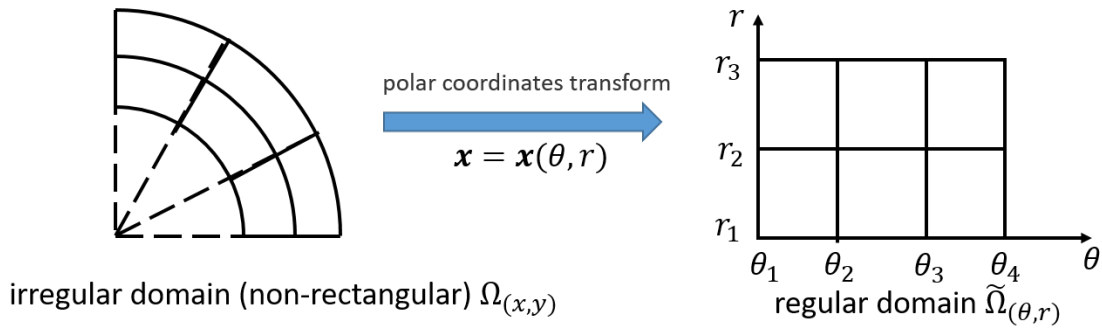 polar coordinates transform
𝒙 = 𝒙(θ, r)
irregular domain (non-rectangular) Ω₍ₓ,ᵧ₎
r
r₃
r₂
r₁
θ₁ θ₂ θ₃ θ₄ θ
regular domain Ω̃₍θ,r₎